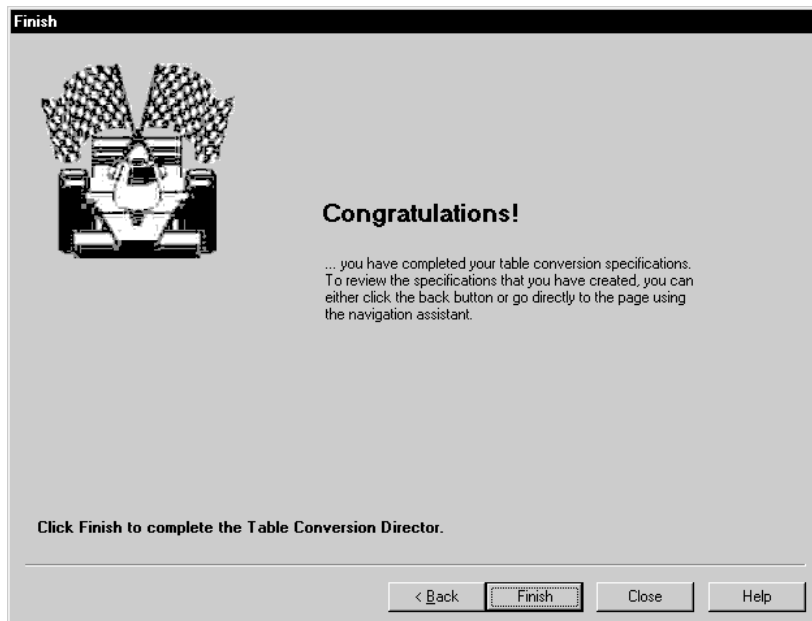 Finish
Congratulations!
... you have completed your table conversion specifications.
To review the specifications that you have created, you can
either click the back button or go directly to the page using
the navigation assistant.
Click Finish to complete the Table Conversion Director.
< Back
Finish
Close
Help